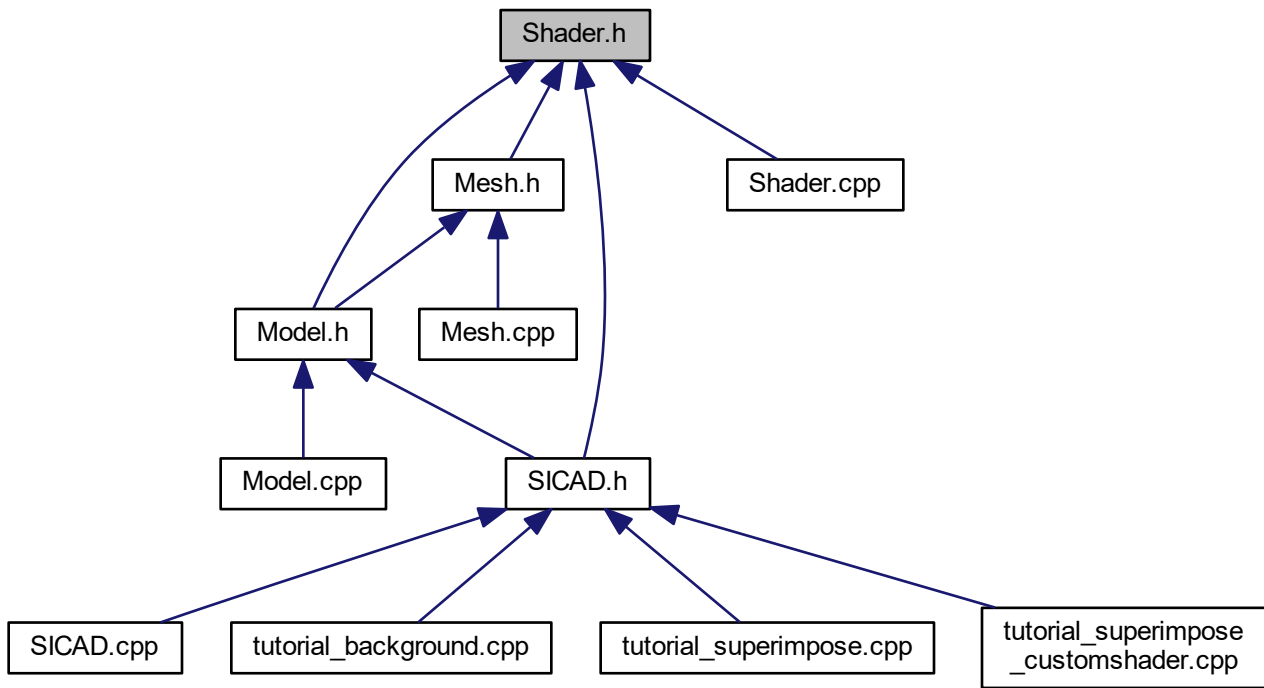 Shader.h
Mesh.h
Shader.cpp
Model.h
Mesh.cpp
Model.cpp
SICAD.h
SICAD.cpp
tutorial_background.cpp
tutorial_superimpose.cpp
tutorial_superimpose
_customshader.cpp